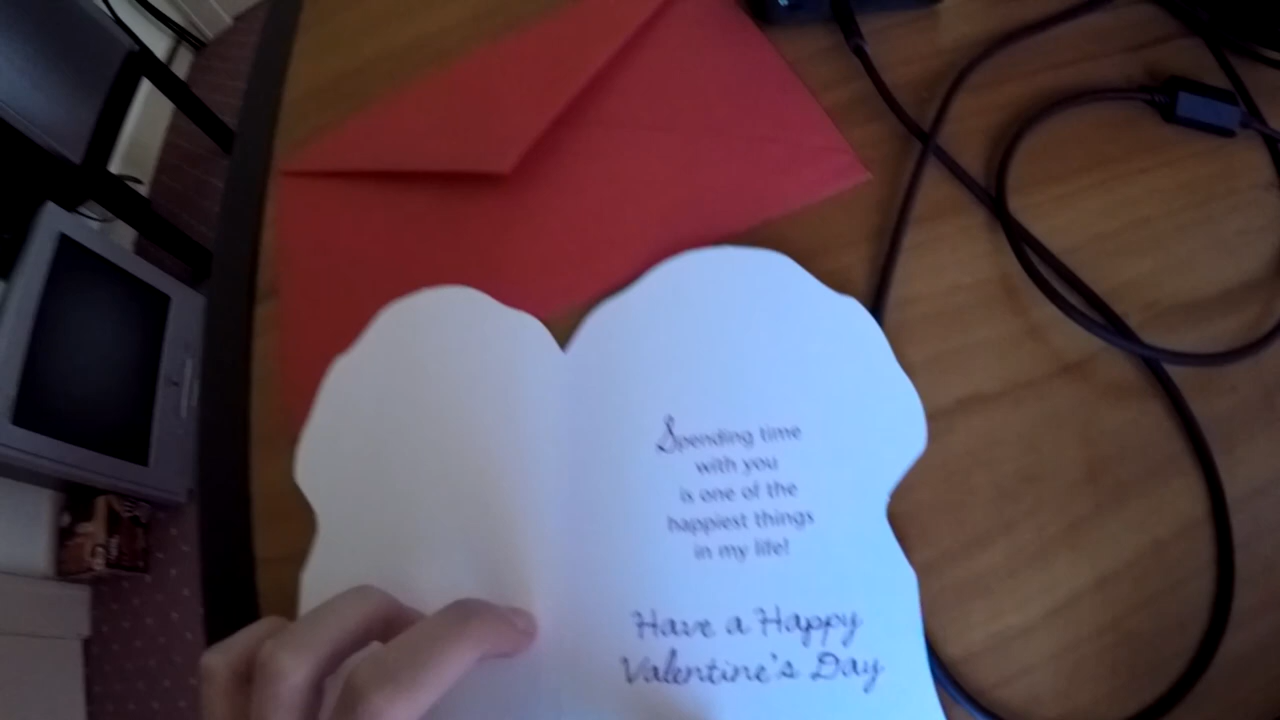 Spending time
with you
is one of the
happiest things
in my life!
Have a Happy
Valentine's Day